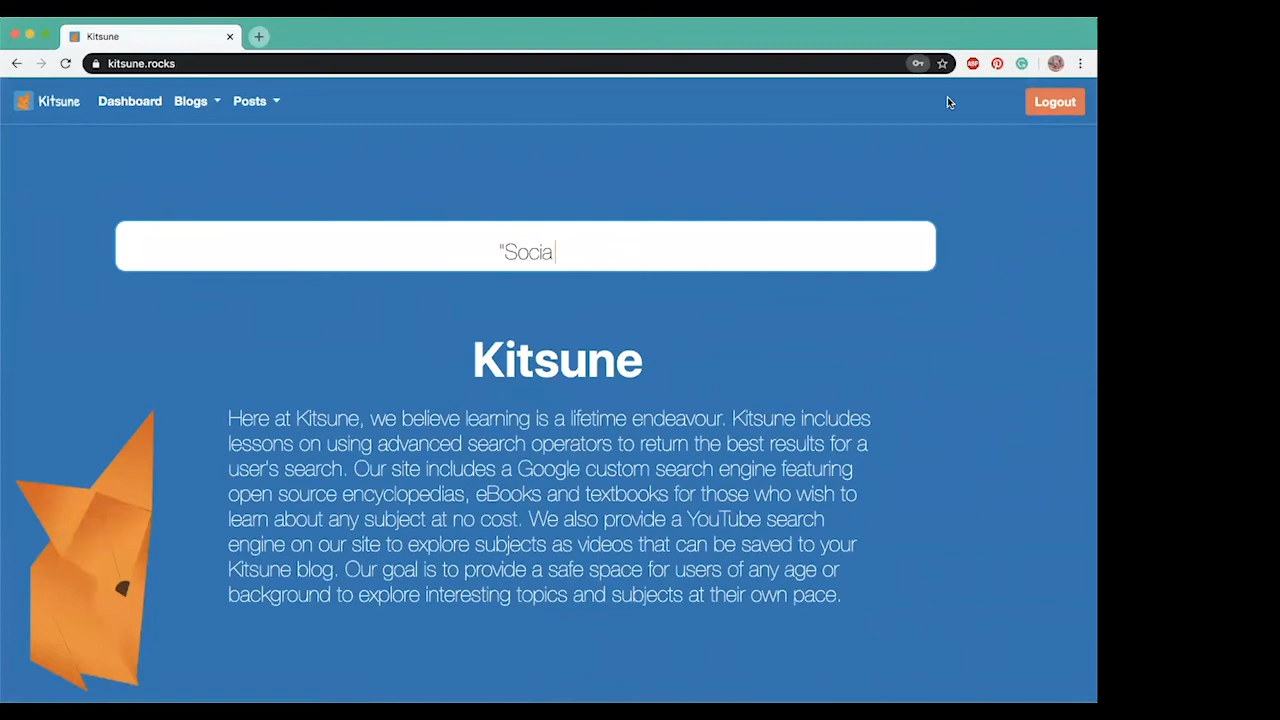 Kitsune
kitsune.rocks
ABP
Kitsune Dashboard Blogs Posts Logout
"Socia
Kitsune
Here at Kitsune, we believe learning is a lifetime endeavour. Kitsune includes
lessons on using advanced search operators to return the best results for a
user's search. Our site includes a Google custom search engine featuring
open source encyclopedias, eBooks and textbooks for those who wish to
learn about any subject at no cost. We also provide a YouTube search
engine on our site to explore subjects as videos that can be saved to your
Kitsune blog. Our goal is to provide a safe space for users of any age or
background to explore interesting topics and subjects at their own pace.